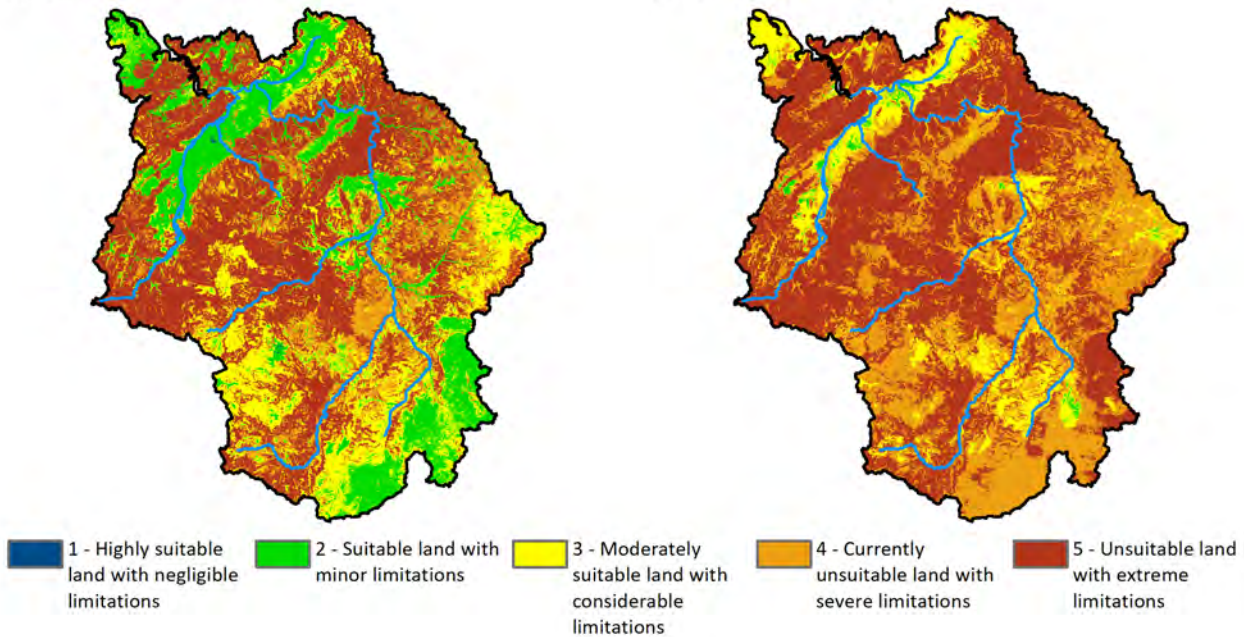 1 - Highly suitable
land with negligible
limitations
2 - Suitable land with
minor limitations
3 - Moderately
suitable land with
considerable
limitations
4 - Currently
unsuitable land with
severe limitations
5 - Unsuitable land
with extreme
limitations